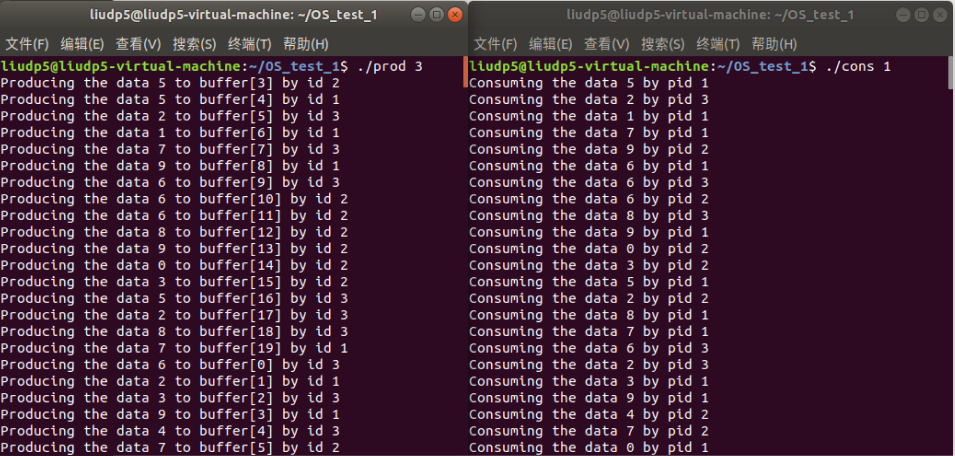 liudp5@liudp5-virtual-machine: ~/OS_test_1
文件(F) 编辑(E) 查看(V) 搜索(S) 终端(T) 帮助(H)
liudp5@liudp5-virtual-machine:~/OS_test_1$ ./prod 3
Producing the data 5 to buffer[3] by id 2
Producing the data 5 to buffer[4] by id 1
Producing the data 2 to buffer[5] by id 3
Producing the data 1 to buffer[6] by id 1
Producing the data 7 to buffer[7] by id 3
Producing the data 9 to buffer[8] by id 1
Producing the data 6 to buffer[9] by id 3
Producing the data 6 to buffer[10] by id 2
Producing the data 6 to buffer[11] by id 2
Producing the data 8 to buffer[12] by id 2
Producing the data 9 to buffer[13] by id 2
Producing the data 0 to buffer[14] by id 2
Producing the data 3 to buffer[15] by id 2
Producing the data 5 to buffer[16] by id 3
Producing the data 2 to buffer[17] by id 3
Producing the data 8 to buffer[18] by id 3
Producing the data 7 to buffer[19] by id 1
Producing the data 6 to buffer[0] by id 3
Producing the data 2 to buffer[1] by id 1
Producing the data 3 to buffer[2] by id 3
Producing the data 9 to buffer[3] by id 1
Producing the data 4 to buffer[4] by id 3
Producing the data 7 to buffer[5] by id 2
liudp5@liudp5-virtual-machine: ~/OS_test_1
文件(F) 编辑(E) 查看(V) 搜索(S) 终端(T) 帮助(H)
liudp5@liudp5-virtual-machine:~/OS_test_1$ ./cons 1
Consuming the data 5 by pid 1
Consuming the data 2 by pid 3
Consuming the data 1 by pid 1
Consuming the data 7 by pid 1
Consuming the data 9 by pid 2
Consuming the data 6 by pid 1
Consuming the data 6 by pid 3
Consuming the data 6 by pid 2
Consuming the data 8 by pid 3
Consuming the data 9 by pid 1
Consuming the data 0 by pid 2
Consuming the data 3 by pid 2
Consuming the data 5 by pid 1
Consuming the data 2 by pid 2
Consuming the data 8 by pid 1
Consuming the data 7 by pid 1
Consuming the data 6 by pid 3
Consuming the data 2 by pid 3
Consuming the data 3 by pid 1
Consuming the data 9 by pid 1
Consuming the data 4 by pid 2
Consuming the data 7 by pid 2
Consuming the data 0 by pid 1